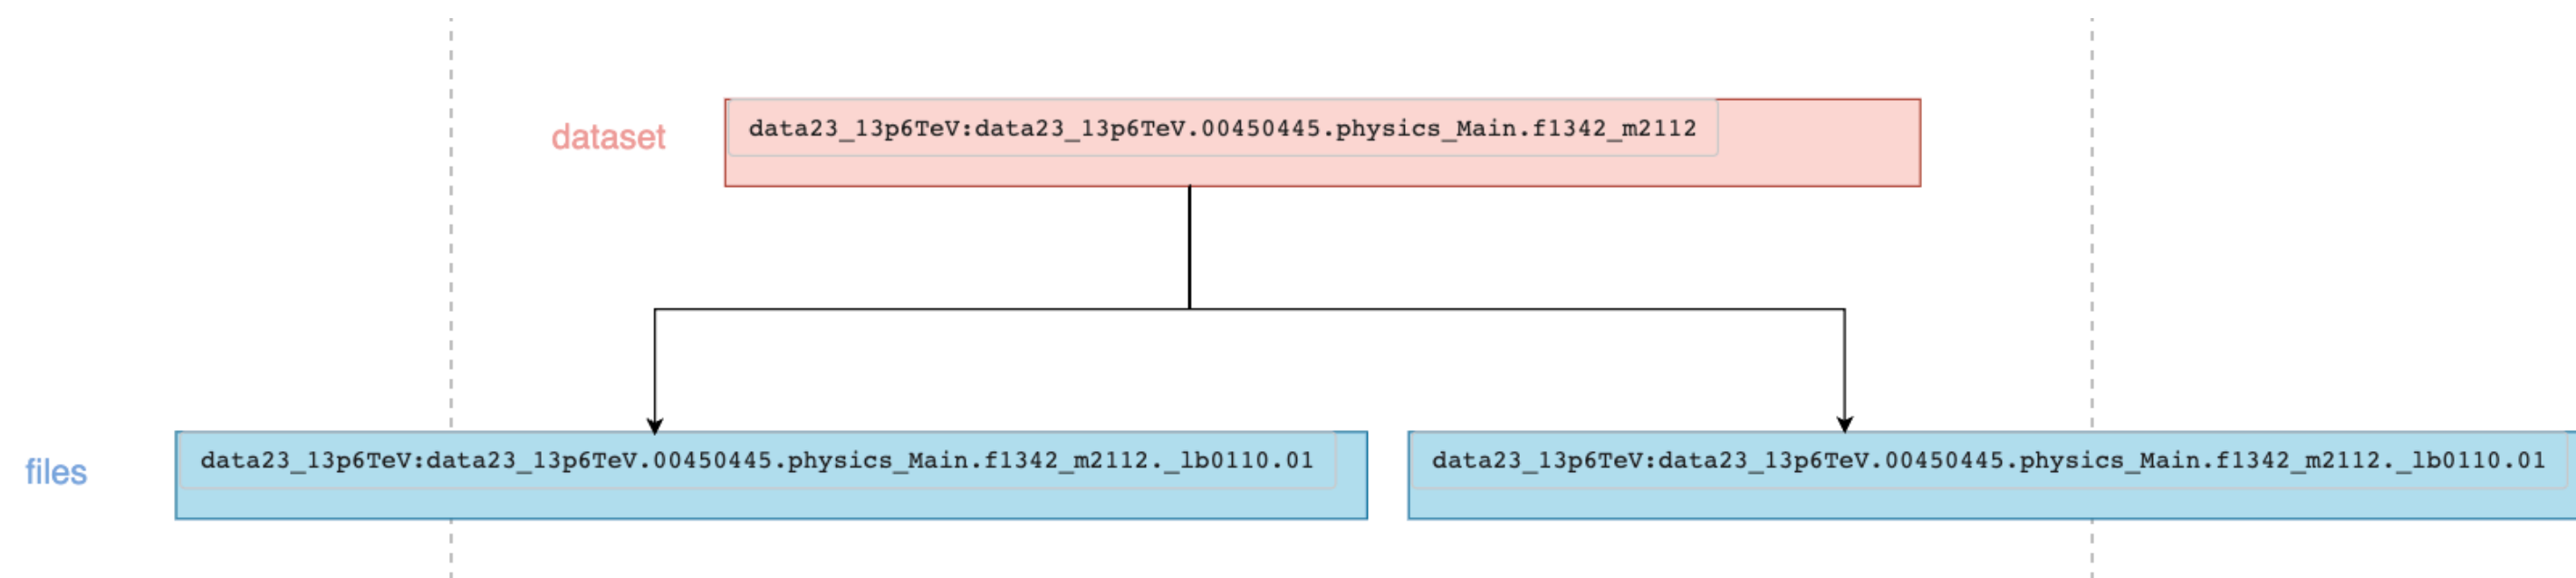 dataset
data23_13p6TeV:data23_13p6TeV.00450445.physics_Main.f1342_m2112
files
data23_13p6TeV:data23_13p6TeV.00450445.physics_Main.f1342_m2112._lb0110.01
data23_13p6TeV:data23_13p6TeV.00450445.physics_Main.f1342_m2112._lb0110.01